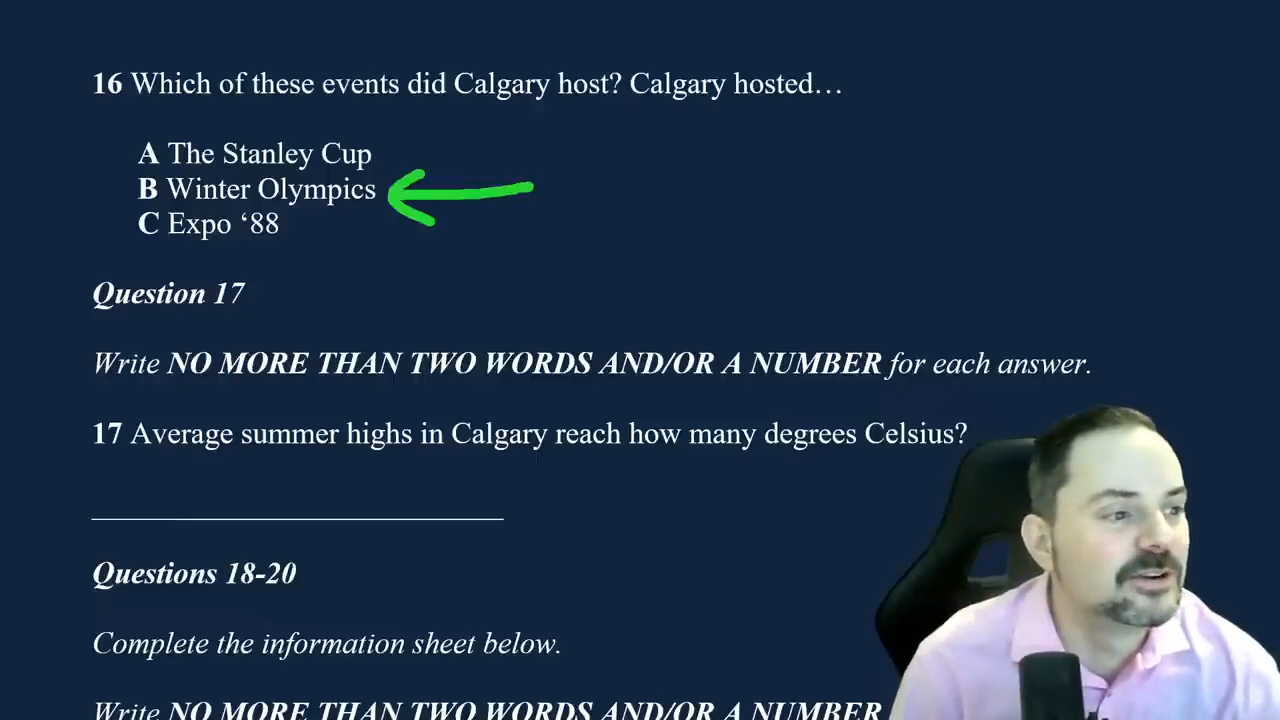 16 Which of these events did Calgary host? Calgary hosted…
A The Stanley Cup
B Winter Olympics
C Expo ‘88
Question 17
Write NO MORE THAN TWO WORDS AND/OR A NUMBER for each answer.
17 Average summer highs in Calgary reach how many degrees Celsius?
Questions 18-20
Complete the information sheet below.
Write NO MORE THAN TWO WORDS AND/OR A NUMBER